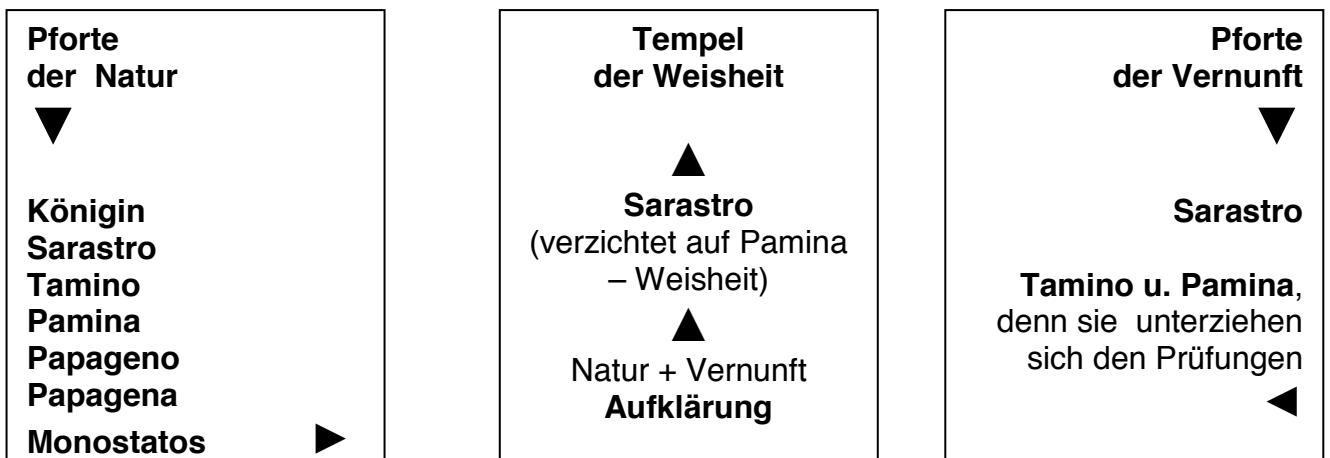 Pforte
der Natur
▼
Königin
Sarastro
Tamino
Pamina
Papageno
Papagena
Monostatos ►
Tempel
der Weisheit
▲
Sarastro
(verzichtet auf Pamina
– Weisheit)
▲
Natur + Vernunft
Aufklärung
Pforte
der Vernunft
▼
Sarastro
Tamino u. Pamina,
denn sie unterziehen
sich den Prüfungen
◄